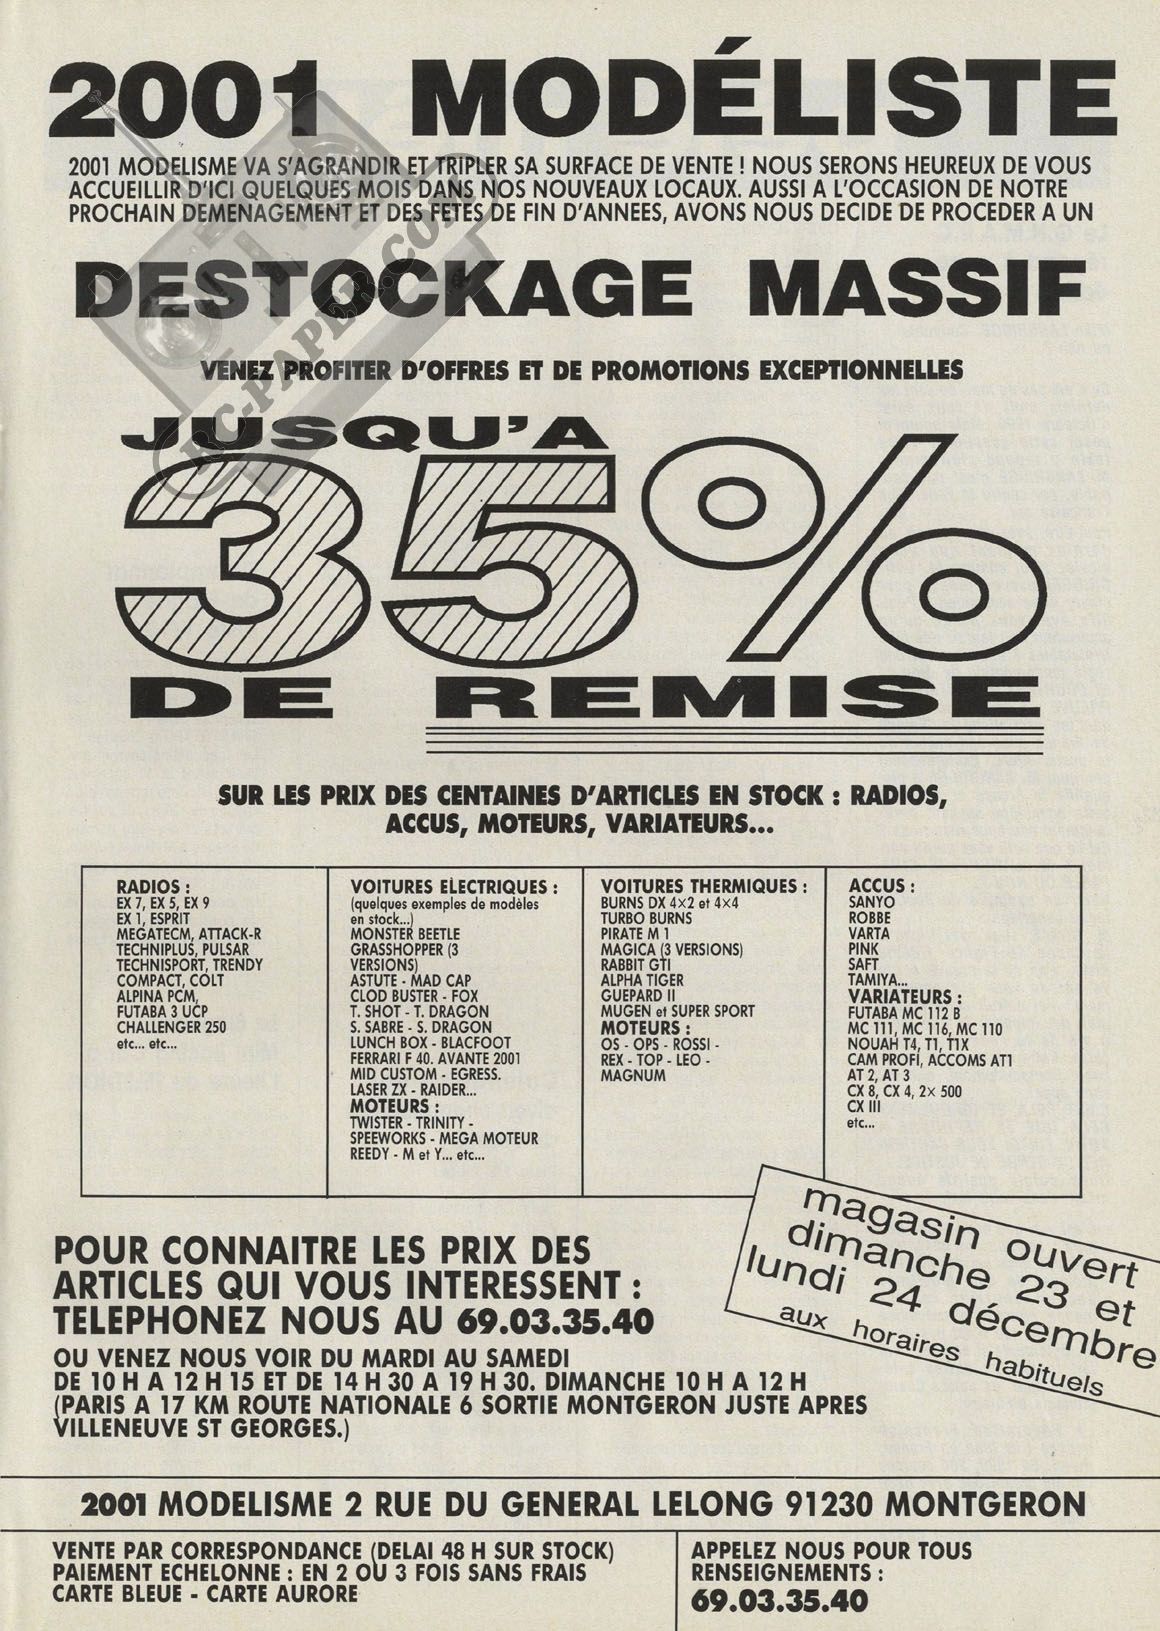 2001 MODÉLISTE
2001 MODELISME VA S'AGRANDIR ET TRIPLER SA SURFACE DE VENTE ! NOUS SERONS HEUREUX DE VOUS
ACCUEILLIR D'ICI QUELQUES MOIS DANS NOS NOUVEAUX LOCAUX. AUSSI A L'OCCASION DE NOTRE
PROCHAIN DEMENAGEMENT ET DES FETES DE FIN D'ANNEES, AVONS NOUS DECIDE DE PROCEDER A UN
DESTOCKAGE MASSIF
RC-PAPER.COM
VENEZ PROFITER D'OFFRES ET DE PROMOTIONS EXCEPTIONNELLES
JUSQU'A
35%
DE REMISE
SUR LES PRIX DES CENTAINES D'ARTICLES EN STOCK : RADIOS,
ACCUS, MOTEURS, VARIATEURS...
RADIOS :
EX 7, EX 5, EX 9
EX 1, ESPRIT
MEGATECM, ATTACK-R
TECHNIPLUS, PULSAR
TECHNISPORT, TRENDY
COMPACT, COLT
ALPINA PCM,
FUTABA 3 UCP
CHALLENGER 250
etc... etc...
VOITURES ELECTRIQUES :
(quelques exemples de modèles
en stock...)
MONSTER BEETLE
GRASSHOPPER (3
VERSIONS)
ASTUTE - MAD CAP
CLOD BUSTER - FOX
T. SHOT - T. DRAGON
S. SABRE - S. DRAGON
LUNCH BOX - BLACFOOT
FERRARI F 40. AVANTE 2001
MID CUSTOM - EGRESS.
LASER ZX - RAIDER...
MOTEURS :
TWISTER - TRINITY -
SPEEWORKS - MEGA MOTEUR
REEDY - M et Y... etc...
VOITURES THERMIQUES :
BURNS DX 4×2 et 4×4
TURBO BURNS
PIRATE M 1
MAGICA (3 VERSIONS)
RABBIT GTI
ALPHA TIGER
GUEPARD II
MUGEN et SUPER SPORT
MOTEURS :
OS - OPS - ROSSI -
REX - TOP - LEO -
MAGNUM
ACCUS :
SANYO
ROBBE
VARTA
PINK
SAFT
TAMIYA...
VARIATEURS :
FUTABA MC 112 B
MC 111, MC 116, MC 110
NOUAH T4, T1, T1X
CAM PROFI, ACCOMS AT1
AT 2, AT 3
CX 8, CX 4, 2× 500
CX III
etc...
magasin ouvert
dimanche 23 et
lundi 24 décembre
aux horaires habituels
POUR CONNAITRE LES PRIX DES
ARTICLES QUI VOUS INTERESSENT :
TELEPHONEZ NOUS AU 69.03.35.40
OU VENEZ NOUS VOIR DU MARDI AU SAMEDI
DE 10 H A 12 H 15 ET DE 14 H 30 A 19 H 30. DIMANCHE 10 H A 12 H
(PARIS A 17 KM ROUTE NATIONALE 6 SORTIE MONTGERON JUSTE APRES
VILLENEUVE ST GEORGES.)
2001 MODELISME 2 RUE DU GENERAL LELONG 91230 MONTGERON
VENTE PAR CORRESPONDANCE (DELAI 48 H SUR STOCK)
PAIEMENT ECHELONNE : EN 2 OU 3 FOIS SANS FRAIS
CARTE BLEUE - CARTE AURORE
APPELEZ NOUS POUR TOUS
RENSEIGNEMENTS :
69.03.35.40